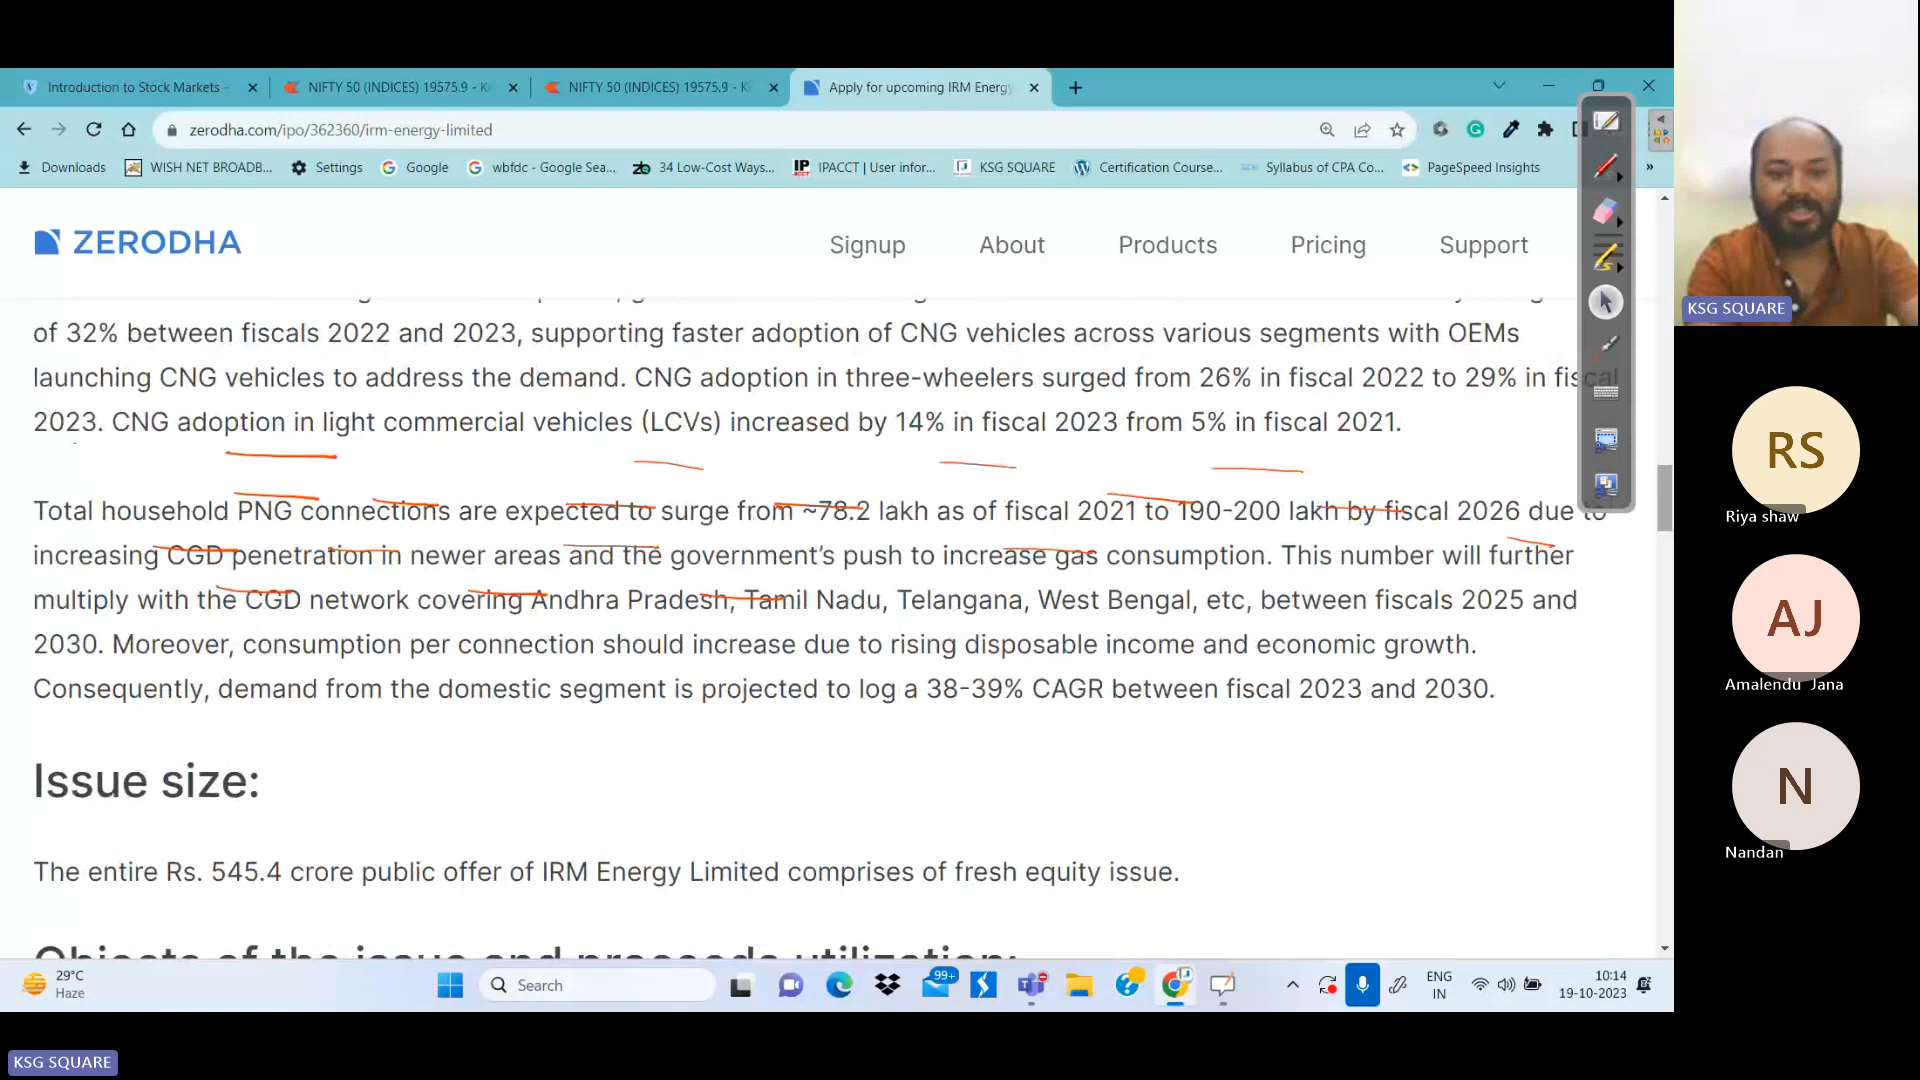 Introduction to Stock Markets –
NIFTY 50 (INDICES) 19575.9 - Ki
NIFTY 50 (INDICES) 19575.9 - Ki
Apply for upcoming IRM Energy
zerodha.com/ipo/362360/irm-energy-limited
Downloads
WISH NET BROADB...
Settings
Google
wbfdc - Google Sea...
34 Low-Cost Ways...
IPACCT | User infor...
KSG SQUARE
Certification Course...
Syllabus of CPA Co...
PageSpeed Insights
»
ZERODHA
Signup
About
Products
Pricing
Support
of 32% between fiscals 2022 and 2023, supporting faster adoption of CNG vehicles across various segments with OEMs
launching CNG vehicles to address the demand. CNG adoption in three-wheelers surged from 26% in fiscal 2022 to 29% in fiscal
2023. CNG adoption in light commercial vehicles (LCVs) increased by 14% in fiscal 2023 from 5% in fiscal 2021.
Total household PNG connections are expected to surge from ~78.2 lakh as of fiscal 2021 to 190-200 lakh by fiscal 2026 due to
increasing CGD penetration in newer areas and the government's push to increase gas consumption. This number will further
multiply with the CGD network covering Andhra Pradesh, Tamil Nadu, Telangana, West Bengal, etc, between fiscals 2025 and
2030. Moreover, consumption per connection should increase due to rising disposable income and economic growth.
Consequently, demand from the domestic segment is projected to log a 38-39% CAGR between fiscal 2023 and 2030.
Issue size:
The entire Rs. 545.4 crore public offer of IRM Energy Limited comprises of fresh equity issue.
Objects of the issue and proceeds utilization:
29°C
Haze
Search
99+
ENG
IN
10:14
19-10-2023
KSG SQUARE
RS
Riya shaw
AJ
Amalendu Jana
N
Nandan
KSG SQUARE